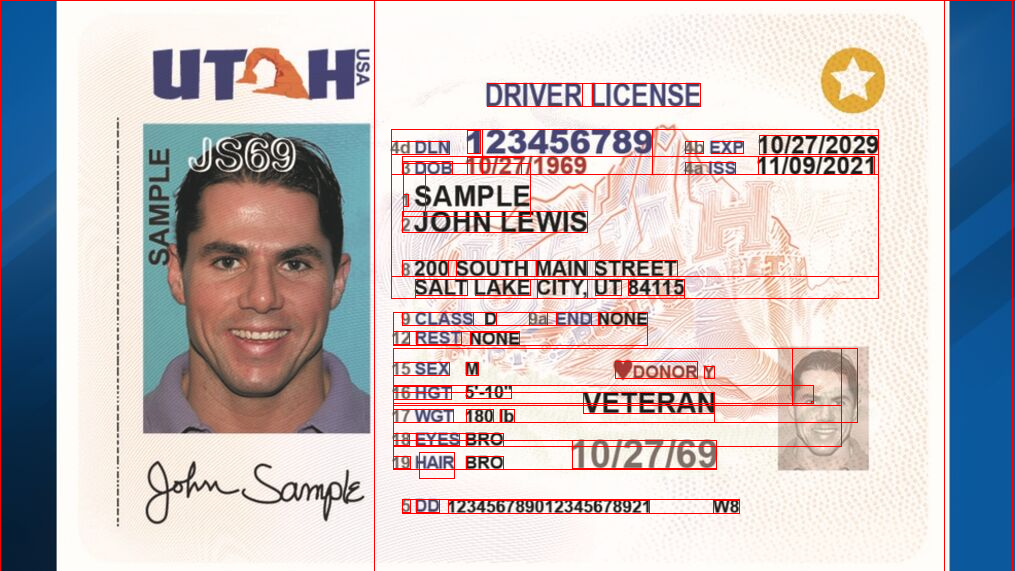 UTAH USA
DRIVER LICENSE
SAMPLE
JS69
4d DLN 123456789 4b EXP 10/27/2029
3 DOB 10/27/1969 4a ISS 11/09/2021
1 SAMPLE
2 JOHN LEWIS
8 200 SOUTH MAIN STREET
SALT LAKE CITY, UT 84115
9 CLASS D 9a END NONE
12 REST NONE
15 SEX M DONOR Y
16 HGT 5'-10"
VETERAN
17 WGT 180 lb
18 EYES BRO
19 HAIR BRO 10/27/69
John Sample
5 DD 123456789012345678921 W8